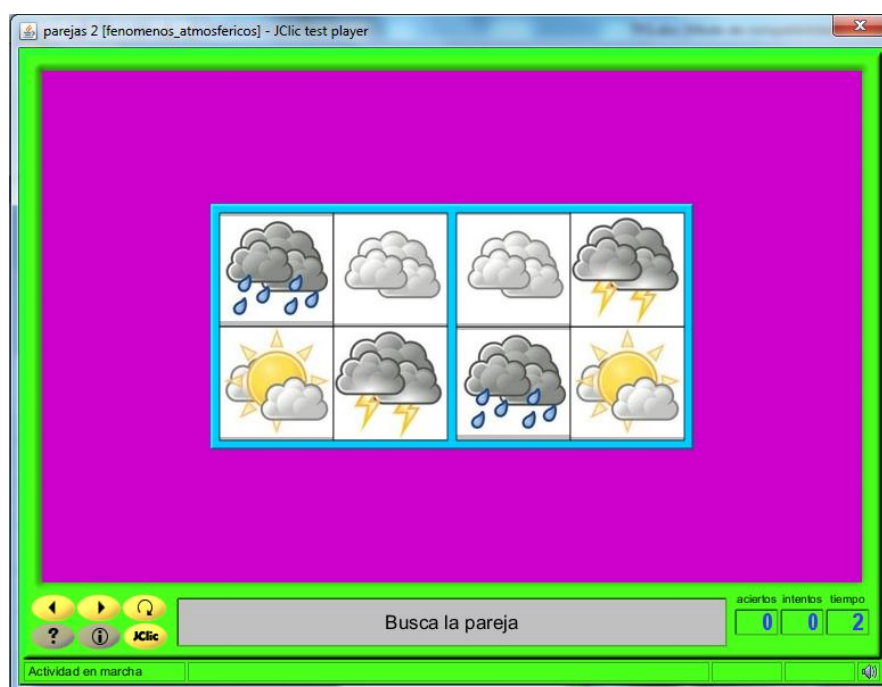 parejas 2 [fenomenos_atmosfericos] - JClic test player
aciertos intentos tiempo
0 0 2
? i JClic
Busca la pareja
Actividad en marcha